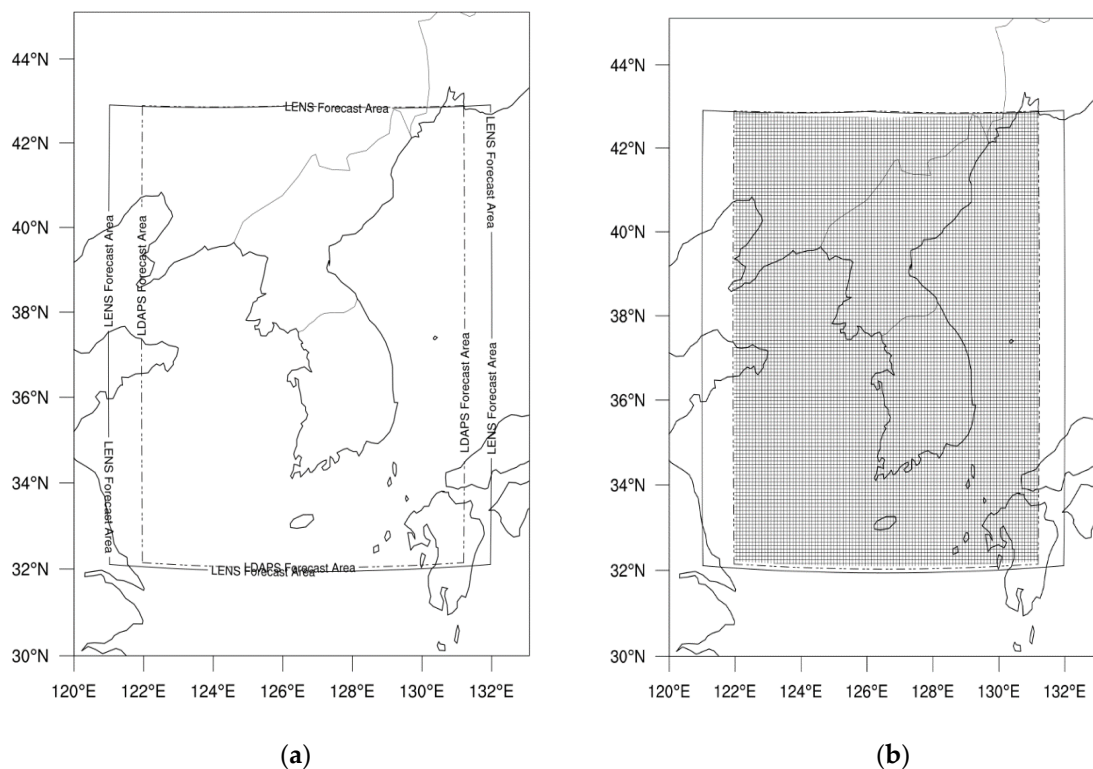 44°N
42°N
40°N
38°N
36°N
34°N
32°N
30°N
120°E 122°E 124°E 126°E 128°E 130°E 132°E
LENS Forecast Area
LENS Forecast Area
LDAPS Forecast Area
LENS Forecast Area
LENS Forecast Area
LDAPS Forecast Area
LENS Forecast Area
LDAPS Forecast Area
LENS Forecast Area
(a)
44°N
42°N
40°N
38°N
36°N
34°N
32°N
30°N
120°E 122°E 124°E 126°E 128°E 130°E 132°E
(b)